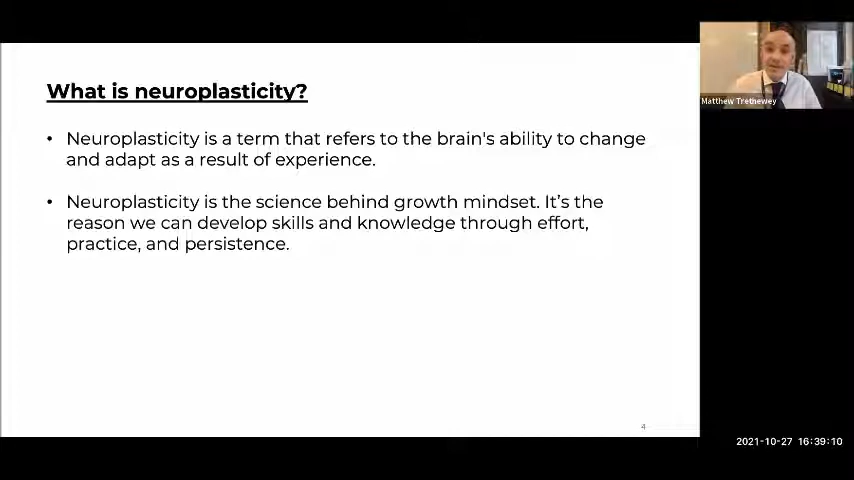 What is neuroplasticity?
• Neuroplasticity is a term that refers to the brain's ability to change
and adapt as a result of experience.
• Neuroplasticity is the science behind growth mindset. It's the
reason we can develop skills and knowledge through effort,
practice, and persistence.
4
Matthew Trethewey
2021-10-27 16:39:10